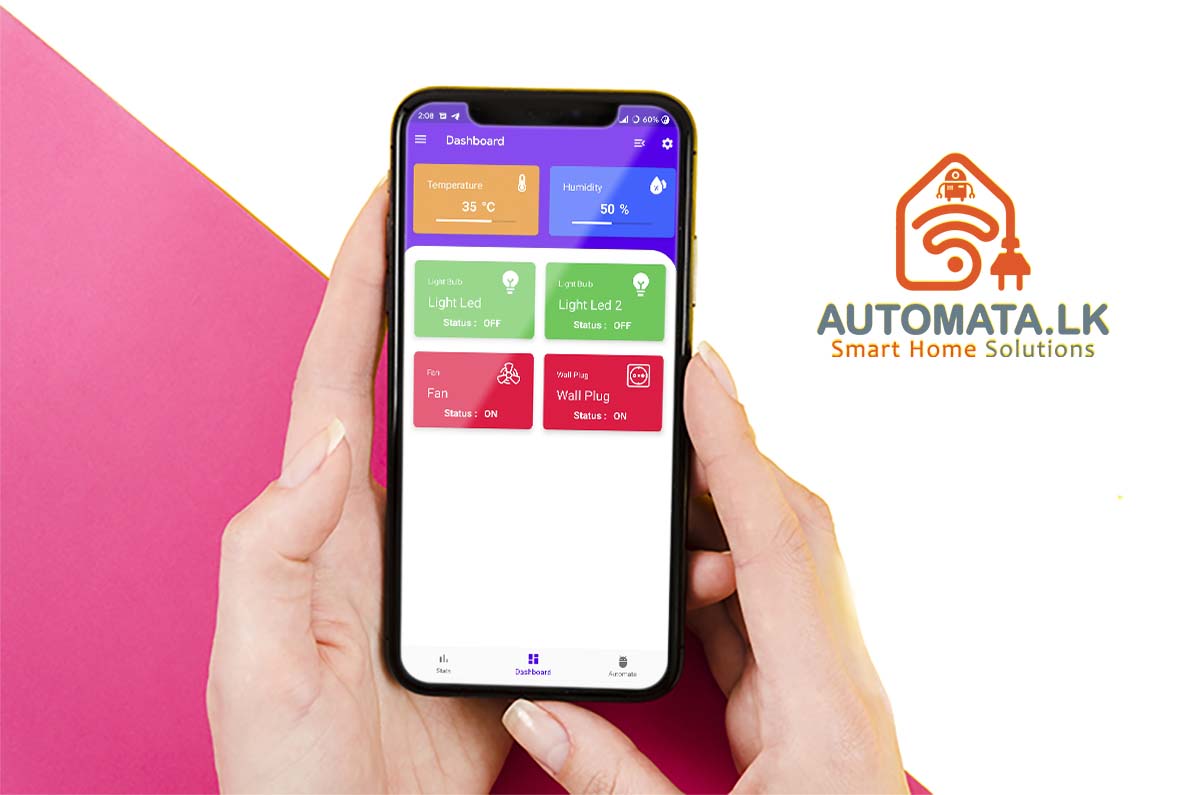 2:08
60%
Dashboard
Temperature
35 °C
Humidity
50 %
Light Bulb
Light Led
Status : OFF
Light Bulb
Light Led 2
Status : OFF
Fan
Fan
Status : ON
Wall Plug
Wall Plug
Status : ON
Stats
Dashboard
Automate
AUTOMATA.LK
Smart Home Solutions